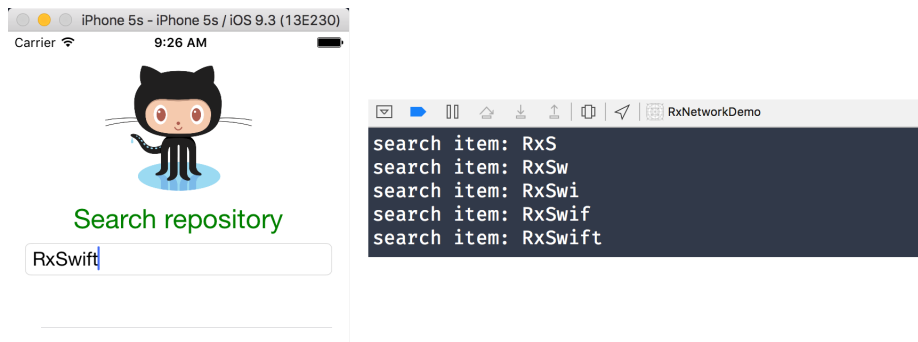 iPhone 5s - iPhone 5s / iOS 9.3 (13E230)
Carrier 9:26 AM
Search repository
RxSwift
RxNetworkDemo
search item: RxS
search item: RxSw
search item: RxSwi
search item: RxSwif
search item: RxSwift